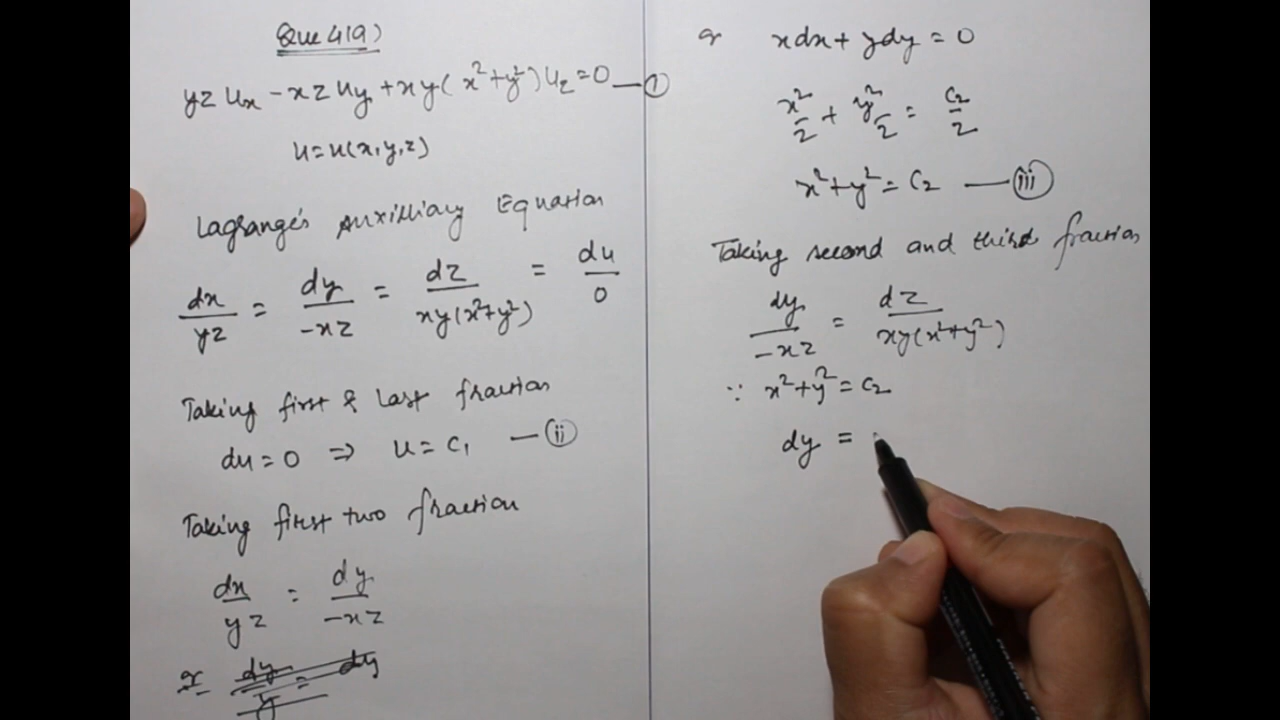 Que 4(a)
yz uₓ - xz u_y + xy(x²+y²)u_z = 0 — (i)
u = u(x,y,z)
Lagrange's Auxilliary Equation
dx/yz = dy/-xz = dz/xy(x²+y²) = du/0
Taking first & last fraction
du = 0 ⇒ u = c₁ — (ii)
Taking first two fraction
dx/yz = dy/-xz
or dy/y = dy
or xdx + ydy = 0
x²/2 + y²/2 = c₂/2
x²+y² = c₂ — (iii)
Taking second and third fraction
dy/-xz = dz/xy(x²+y²)
∵ x²+y² = c₂
dy =